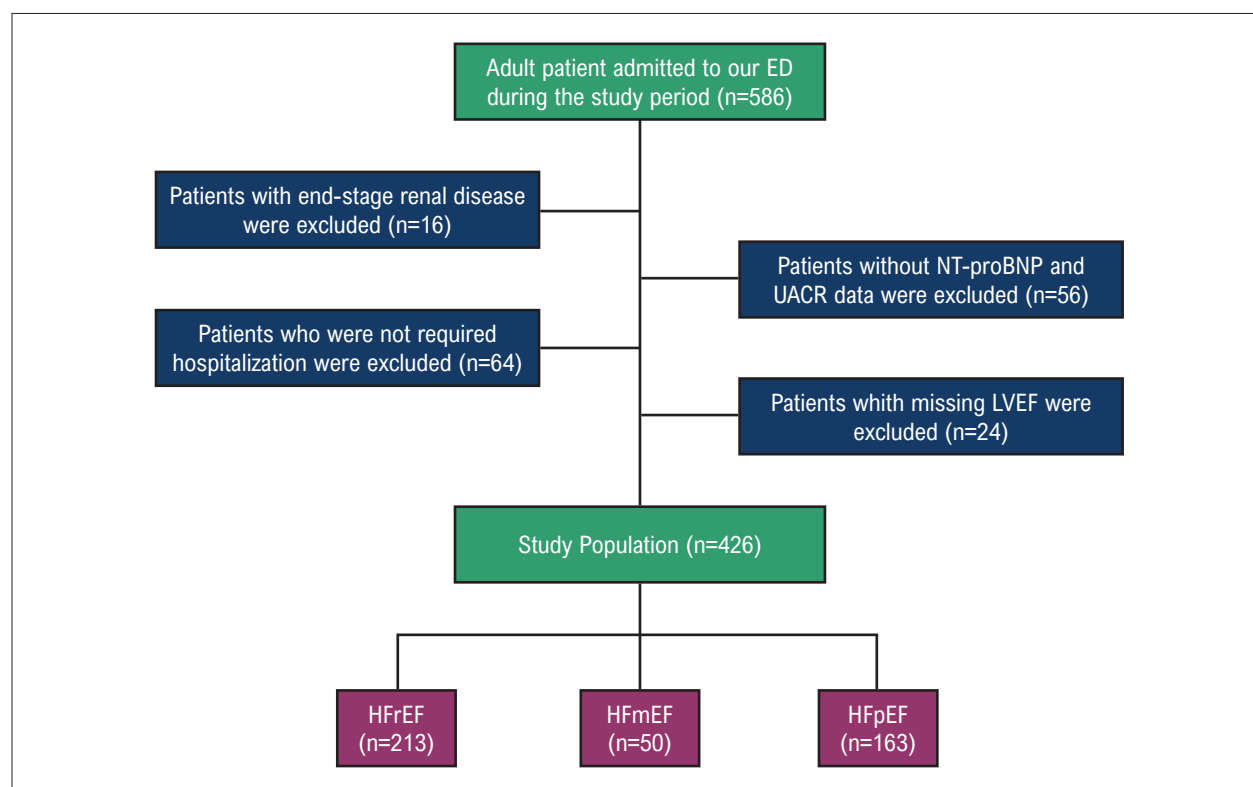 Adult patient admitted to our ED
during the study period (n=586)
Patients with end-stage renal disease
were excluded (n=16)
Patients without NT-proBNP and
UACR data were excluded (n=56)
Patients who were not required
hospitalization were excluded (n=64)
Patients whith missing LVEF were
excluded (n=24)
Study Population (n=426)
HFrEF
(n=213)
HFmEF
(n=50)
HFpEF
(n=163)